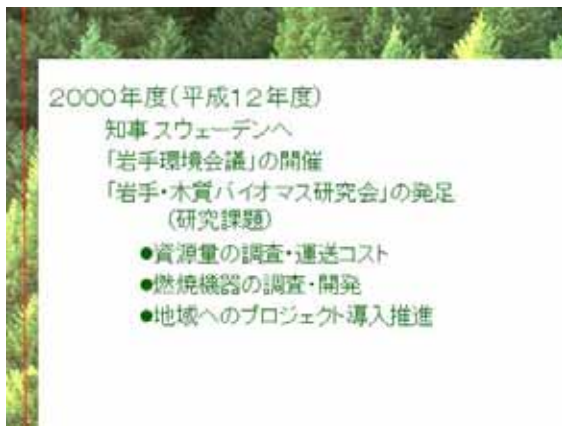 2000年度(平成12年度)
知事 スウェーデンへ
「岩手環境会議」の開催
「岩手・木質バイオマス研究会」の発足
(研究課題)
●資源量の調査・運送コスト
●燃焼機器の調査・開発
●地域へのプロジェクト導入推進